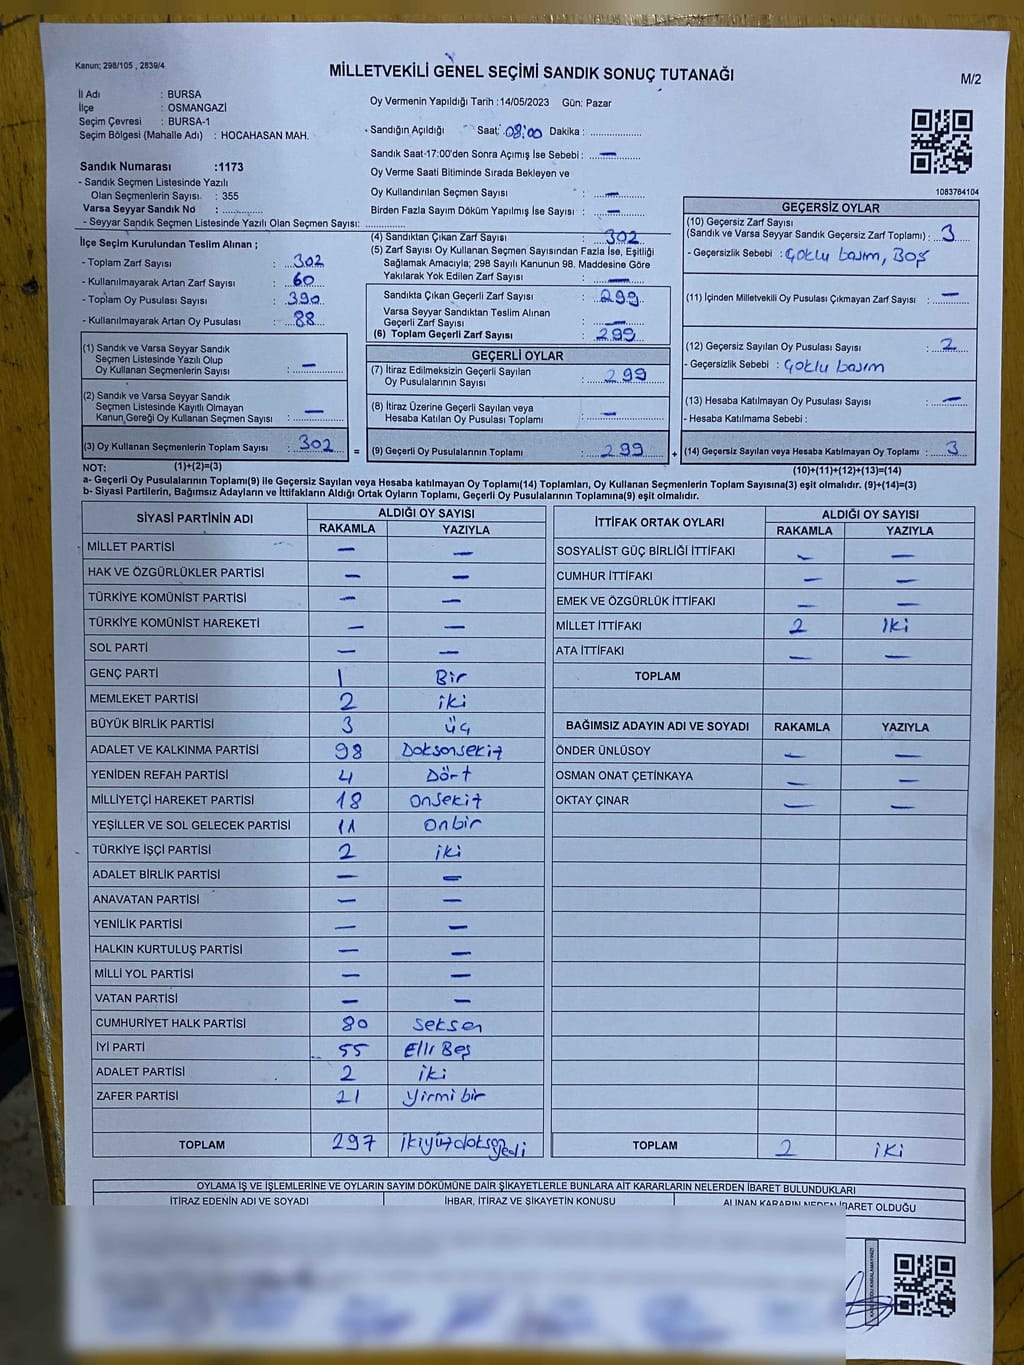 Kanun; 298/105 , 2839/4
MİLLETVEKİLİ GENEL SEÇİMİ SANDIK SONUÇ TUTANAĞI
M/2
İl Adı : BURSA
İlçe : OSMANGAZİ
Seçim Çevresi : BURSA-1
Seçim Bölgesi (Mahalle Adı) : HOCAHASAN MAH.
Sandık Numarası :1173
- Sandık Seçmen Listesinde Yazılı
Olan Seçmenlerin Sayısı : 355
Varsa Seyyar Sandık No : ............
- Seyyar Sandık Seçmen Listesinde Yazılı Olan Seçmen Sayısı: ............
Oy Vermenin Yapıldığı Tarih :14/05/2023 Gün: Pazar
Sandığın Açıldığı Saat: 08:00 Dakika : ............
Sandık Saat-17:00'den Sonra Açımış İse Sebebi : —
Oy Verme Saati Bitiminde Sırada Bekleyen ve
Oy Kullandırılan Seçmen Sayısı : —
Birden Fazla Sayım Döküm Yapılmış İse Sayısı : —
1083764104
İlçe Seçim Kurulundan Teslim Alınan ;
- Toplam Zarf Sayısı : 302
- Kullanılmayarak Artan Zarf Sayısı : 60
- Toplam Oy Pusulası Sayısı : 390
- Kullanılmayarak Artan Oy Pusulası : 88
(1) Sandık ve Varsa Seyyar Sandık
Seçmen Listesinde Yazılı Olup
Oy Kullanan Seçmenlerin Sayısı : —
(2) Sandık ve Varsa Seyyar Sandık
Seçmen Listesinde Kayıtlı Olmayan
Kanun Gereği Oy Kullanan Seçmen Sayısı : —
(3) Oy Kullanan Seçmenlerin Toplam Sayısı : 302
(4) Sandıktan Çıkan Zarf Sayısı : 302
(5) Zarf Sayısı Oy Kullanan Seçmen Sayısından Fazla İse, Eşitliği
Sağlamak Amacıyla; 298 Sayılı Kanunun 98. Maddesine Göre
Yakılarak Yok Edilen Zarf Sayısı : —
Sandıkta Çıkan Geçerli Zarf Sayısı : 299
Varsa Seyyar Sandıktan Teslim Alınan
Geçerli Zarf Sayısı : —
(6) Toplam Geçerli Zarf Sayısı : 299
GEÇERLİ OYLAR
(7) İtiraz Edilmeksizin Geçerli Sayılan
Oy Pusulalarının Sayısı : 299
(8) İtiraz Üzerine Geçerli Sayılan veya
Hesaba Katılan Oy Pusulası Toplamı : —
= (9) Geçerli Oy Pusulalarının Toplamı : 299
GEÇERSİZ OYLAR
(10) Geçersiz Zarf Sayısı
(Sandık ve Varsa Seyyar Sandık Geçersiz Zarf Toplamı) : 3
- Geçersizlik Sebebi : Çoklu basım, Boş
(11) İçinden Milletvekili Oy Pusulası Çıkmayan Zarf Sayısı : —
(12) Geçersiz Sayılan Oy Pusulası Sayısı : 2
- Geçersizlik Sebebi : Çoklu basım
(13) Hesaba Katılmayan Oy Pusulası Sayısı : —
- Hesaba Katılmama Sebebi :
+ (14) Geçersiz Sayılan veya Hesaba Katılmayan Oy Toplamı : 3
NOT: (1)+(2)=(3)
(10)+(11)+(12)+(13)=(14)
a- Geçerli Oy Pusulalarının Toplamı(9) ile Geçersiz Sayılan veya Hesaba katılmayan Oy Toplamı(14) Toplamları, Oy Kullanan Seçmenlerin Toplam Sayısına(3) eşit olmalıdır. (9)+(14)=(3)
b- Siyasi Partilerin, Bağımsız Adayların ve İttifakların Aldığı Ortak Oyların Toplamı, Geçerli Oy Pusulalarının Toplamına(9) eşit olmalıdır.
SİYASİ PARTİNİN ADI ALDIĞI OY SAYISI
RAKAMLA YAZIYLA
MİLLET PARTİSİ — —
HAK VE ÖZGÜRLÜKLER PARTİSİ — —
TÜRKİYE KOMÜNİST PARTİSİ — —
TÜRKİYE KOMÜNİST HAREKETİ — —
SOL PARTİ — —
GENÇ PARTİ 1 Bir
MEMLEKET PARTİSİ 2 iki
BÜYÜK BİRLİK PARTİSİ 3 üç
ADALET VE KALKINMA PARTİSİ 98 Doksonsekiz
YENİDEN REFAH PARTİSİ 4 Dört
MİLLİYETÇİ HAREKET PARTİSİ 18 onsekiz
YEŞİLLER VE SOL GELECEK PARTİSİ 11 onbir
TÜRKİYE İŞÇİ PARTİSİ 2 iki
ADALET BİRLİK PARTİSİ — —
ANAVATAN PARTİSİ — —
YENİLİK PARTİSİ — —
HALKIN KURTULUŞ PARTİSİ — —
MİLLİ YOL PARTİSİ — —
VATAN PARTİSİ — —
CUMHURİYET HALK PARTİSİ 80 seksen
İYİ PARTİ 55 Elli Beş
ADALET PARTİSİ 2 iki
ZAFER PARTİSİ 21 Yirmi bir
TOPLAM 297 ikiyüzdoksanyedi
İTTİFAK ORTAK OYLARI ALDIĞI OY SAYISI
RAKAMLA YAZIYLA
SOSYALİST GÜÇ BİRLİĞİ İTTİFAKI — —
CUMHUR İTTİFAKI — —
EMEK VE ÖZGÜRLÜK İTTİFAKI — —
MİLLET İTTİFAKI 2 iki
ATA İTTİFAKI — —
TOPLAM
BAĞIMSIZ ADAYIN ADI VE SOYADI RAKAMLA YAZIYLA
ÖNDER ÜNLÜSOY — —
OSMAN ONAT ÇETİNKAYA — —
OKTAY ÇINAR — —
TOPLAM 2 iki
OYLAMA İŞ VE İŞLEMLERİNE VE OYLARIN SAYIM DÖKÜMÜNE DAİR ŞİKAYETLERLE BUNLARA AİT KARARLARIN NELERDEN İBARET BULUNDUKLARI
İTİRAZ EDENİN ADI VE SOYADI İHBAR, İTİRAZ VE ŞİKAYETİN KONUSU ALINAN KARARIN NEDEN İBARET OLDUĞU